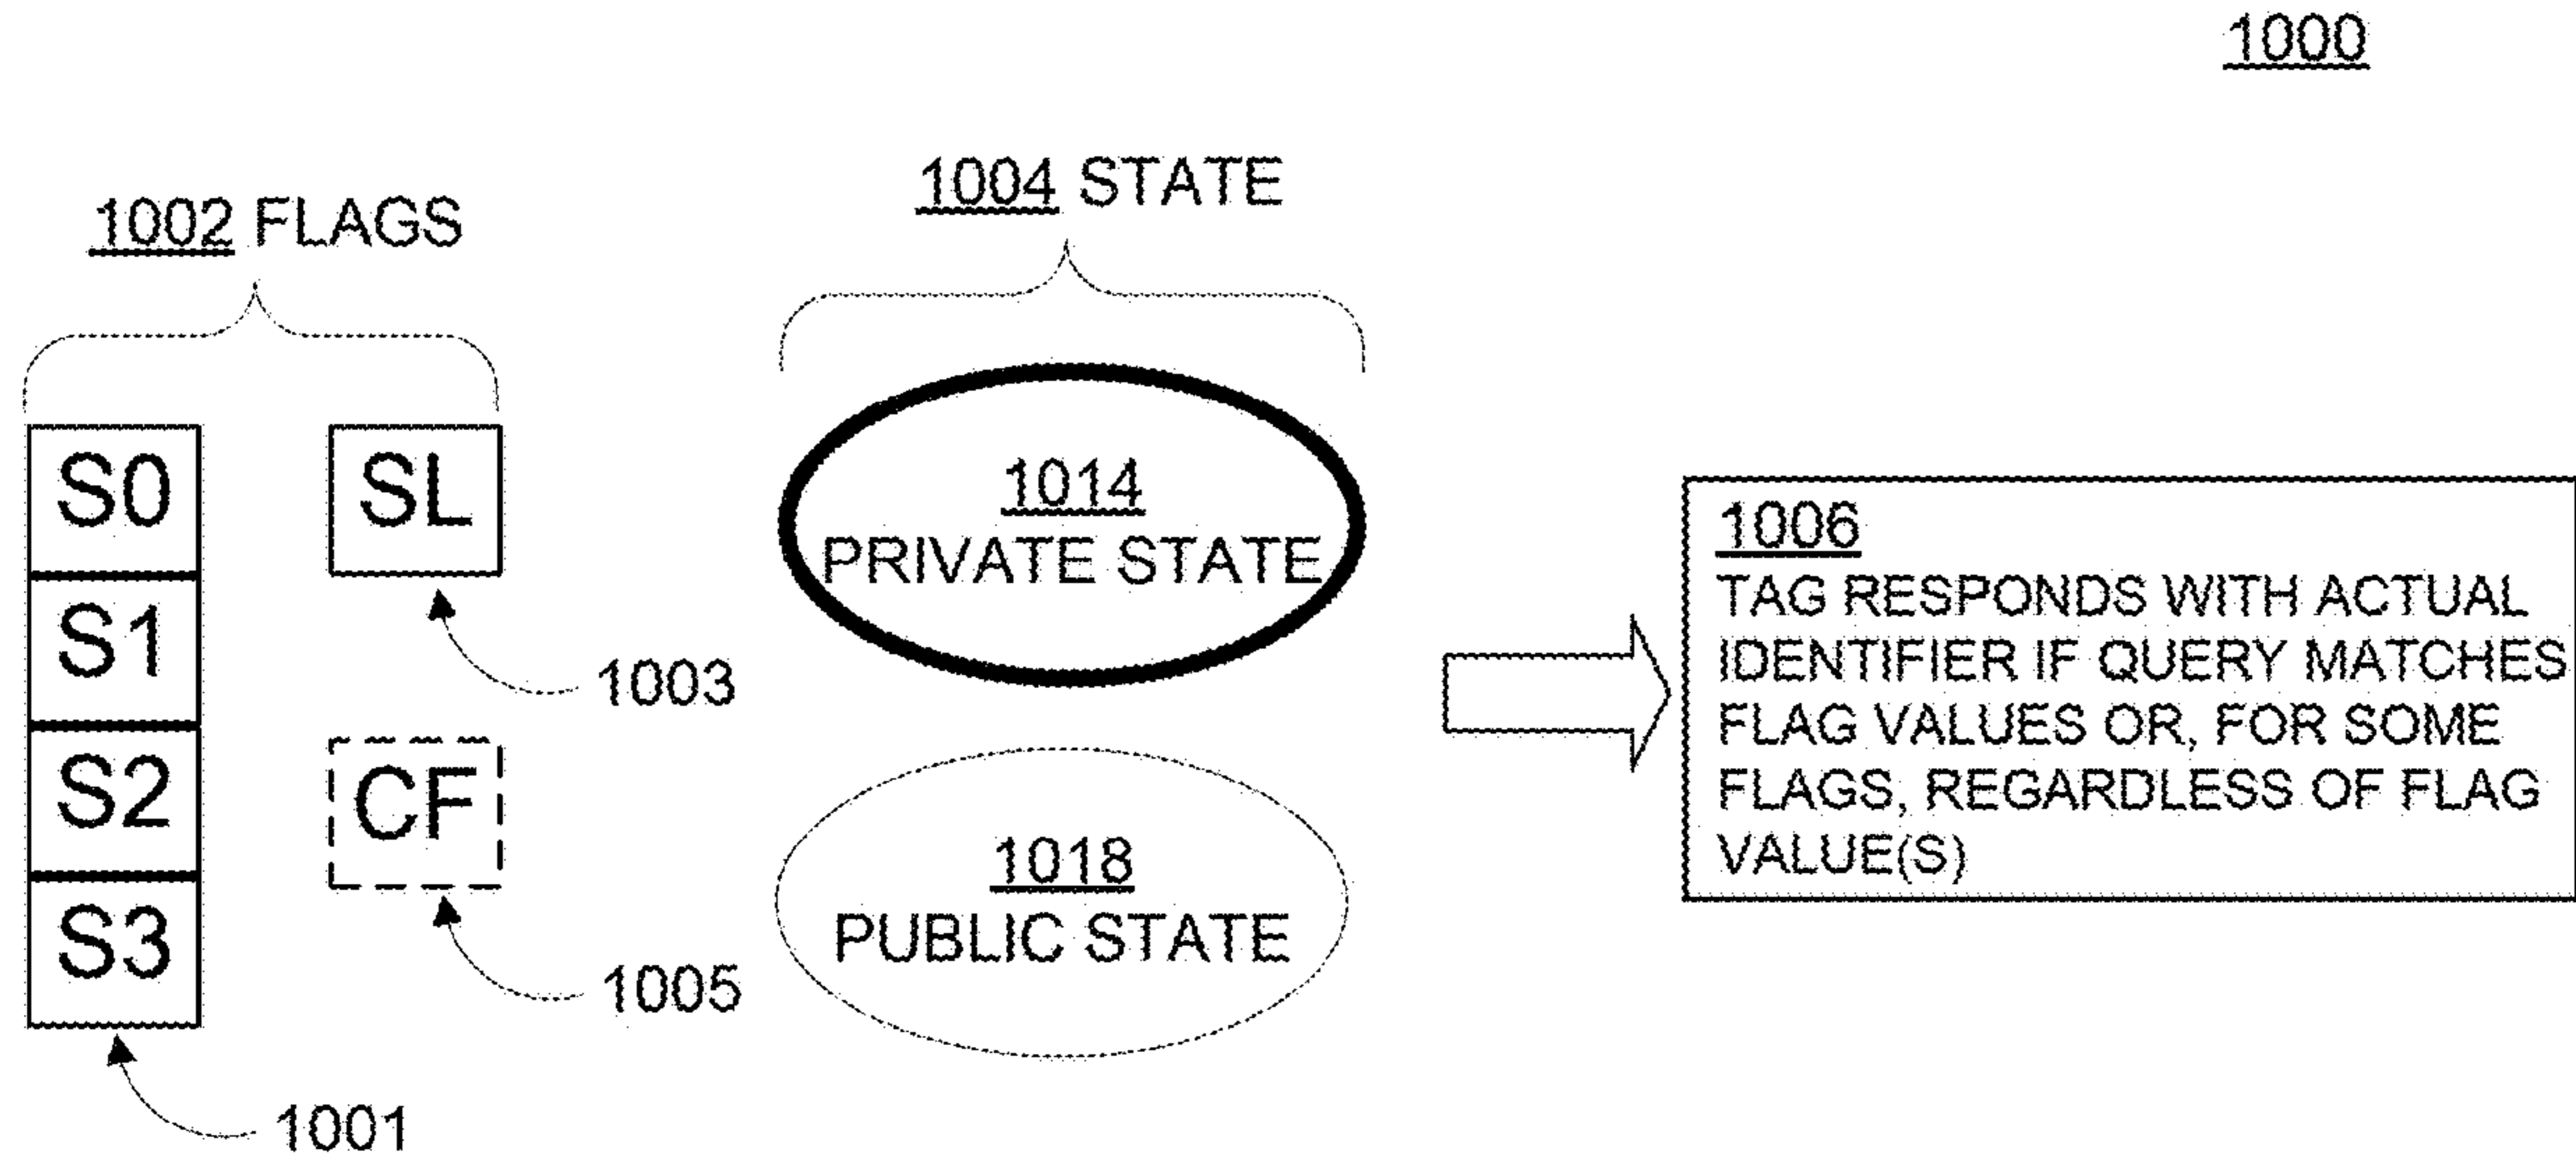 1000
1002 FLAGS
1004 STATE
S0
S1
S2
S3
SL
CF
1003
1005
1001
1014
PRIVATE STATE
1018
PUBLIC STATE
1006
TAG RESPONDS WITH ACTUAL
IDENTIFIER IF QUERY MATCHES
FLAG VALUES OR, FOR SOME
FLAGS, REGARDLESS OF FLAG
VALUE(S)